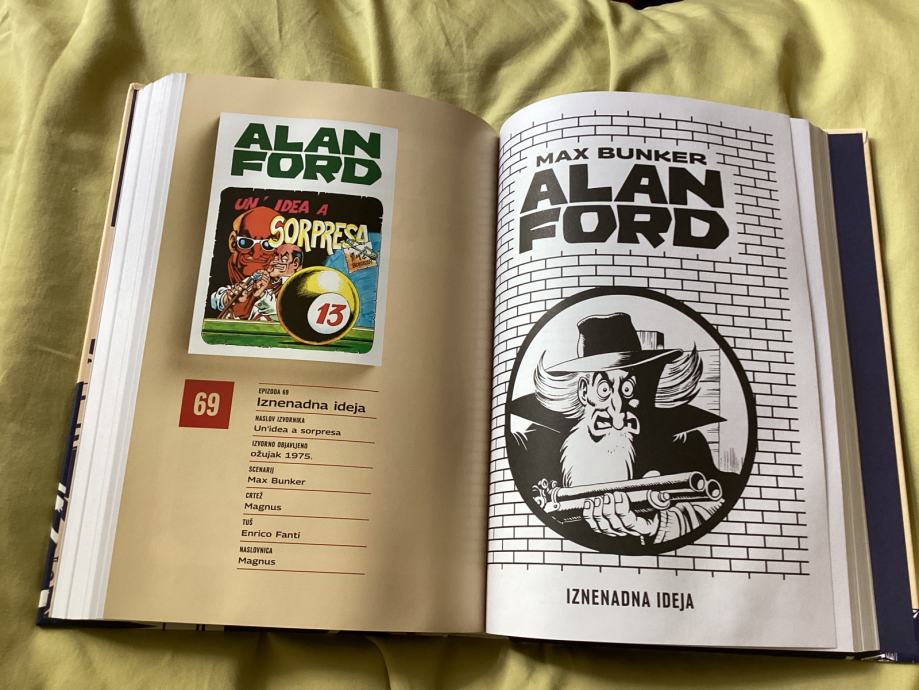 ALAN
FORD
UN' IDEA A
SORPRESA
13
69
EPIZODA 69
Iznenadna ideja
NASLOV IZVORNIKA
Un'idea a sorpresa
IZVORNO OBJAVLJENO
ožujak 1975.
SCENARIJ
Max Bunker
CRTEŽ
Magnus
TUŠ
Enrico Fanti
NASLOVNICA
Magnus
MAX BUNKER
ALAN
FORD
IZNENADNA IDEJA